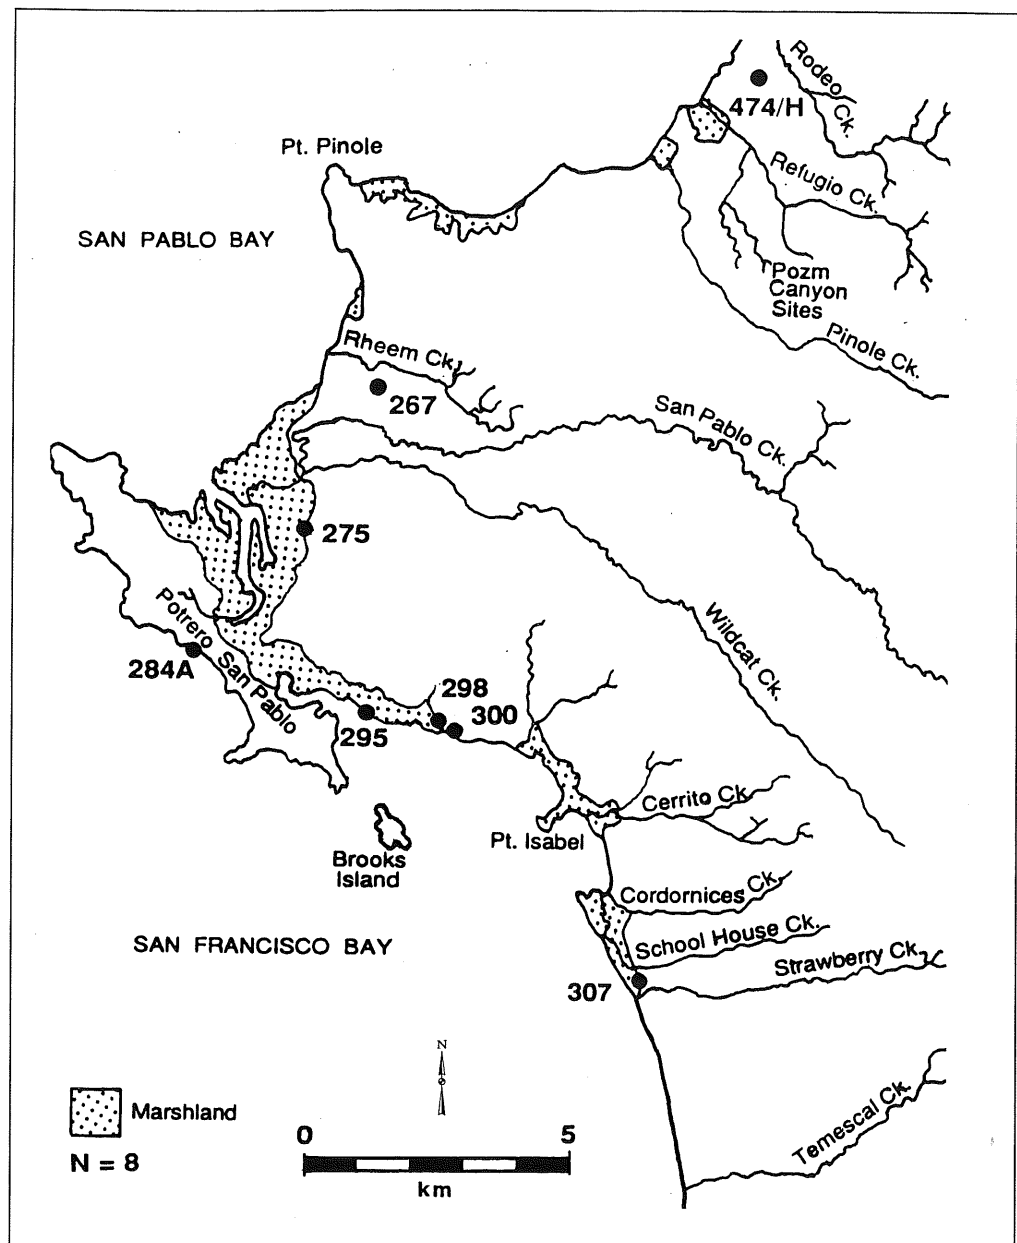 Rodeo Ck.
474/H
Pt. Pinole
Refugio Ck.
SAN PABLO BAY
Pozm
Canyon
Sites
Pinole Ck.
Rheem Ck.
267
San Pablo Ck.
275
Potrero San Pablo
Wildcat Ck.
284A
298
300
295
Cerrito Ck.
Pt. Isabel
Brooks
Island
Cordornices Ck.
SAN FRANCISCO BAY
School House Ck.
Strawberry Ck.
307
N
Marshland
Temescal Ck.
0 5
N = 8
km